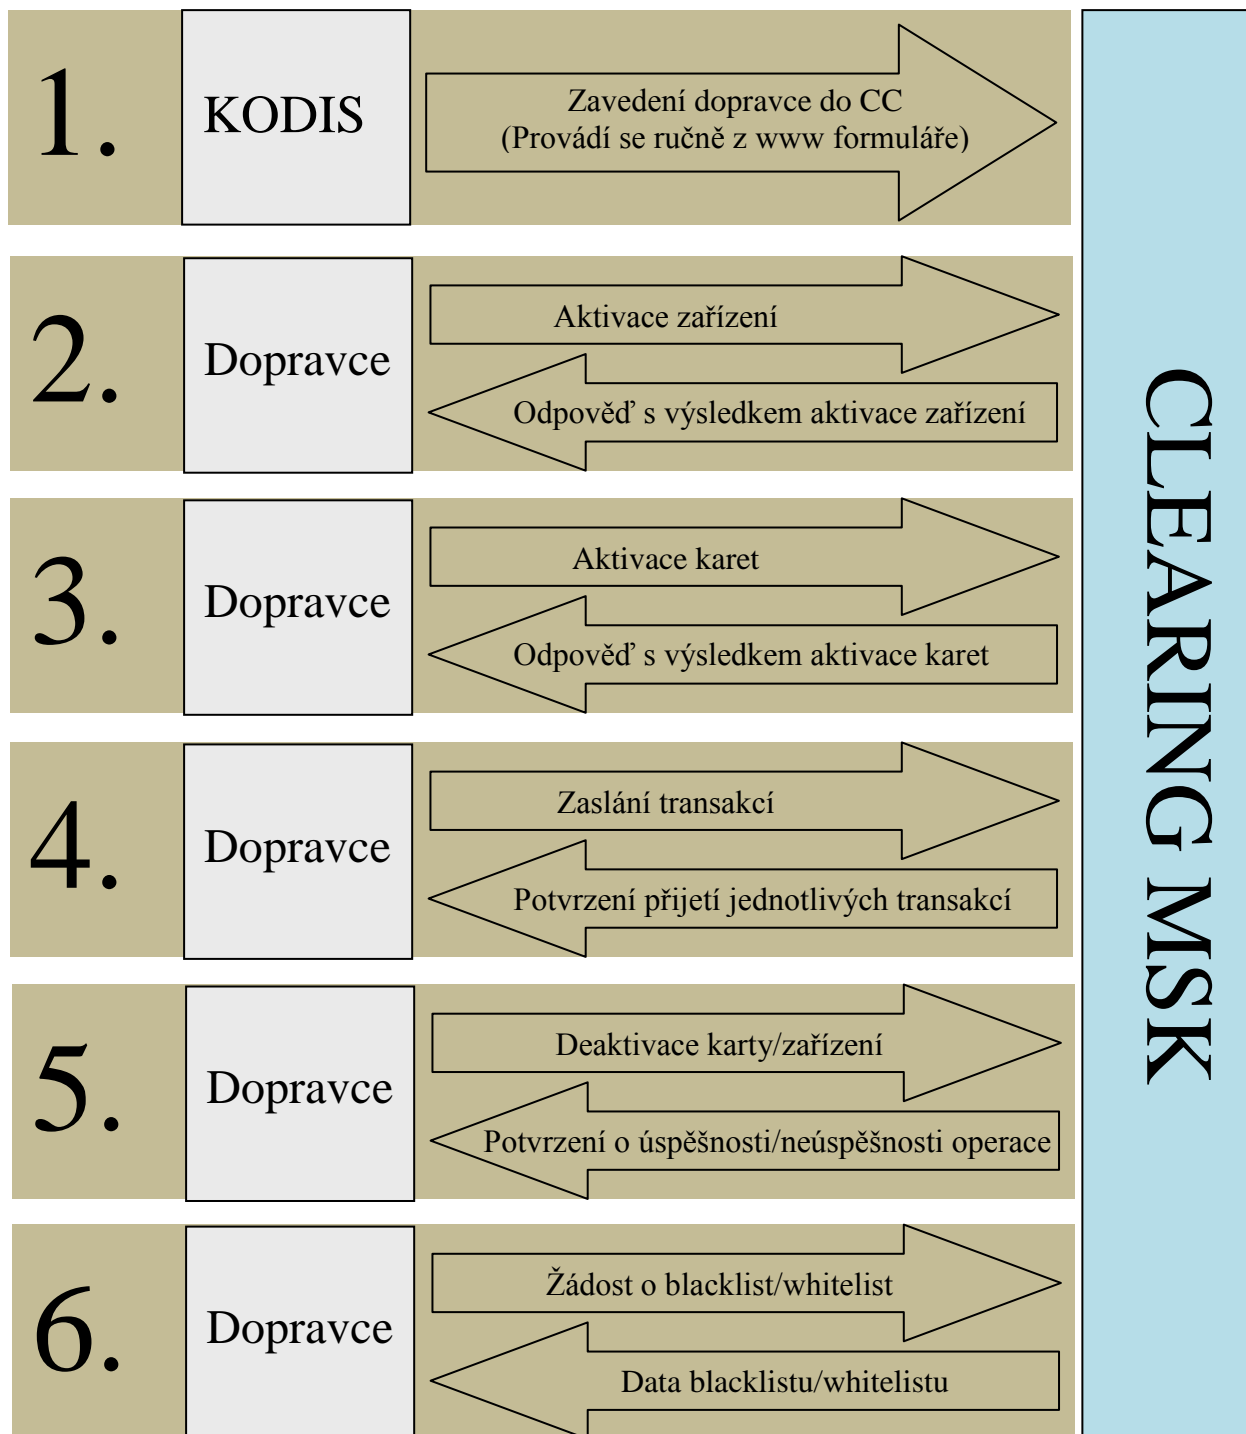 1.
KODIS
Zavedení dopravce do CC
(Provádí se ručně z www formuláře)
2.
Dopravce
Aktivace zařízení
Odpověď s výsledkem aktivace zařízení
3.
Dopravce
Aktivace karet
Odpověď s výsledkem aktivace karet
4.
Dopravce
Zaslání transakcí
Potvrzení přijetí jednotlivých transakcí
5.
Dopravce
Deaktivace karty/zařízení
Potvrzení o úspěšnosti/neúspěšnosti operace
6.
Dopravce
Žádost o blacklist/whitelist
Data blacklistu/whitelistu
CLEARING MSK